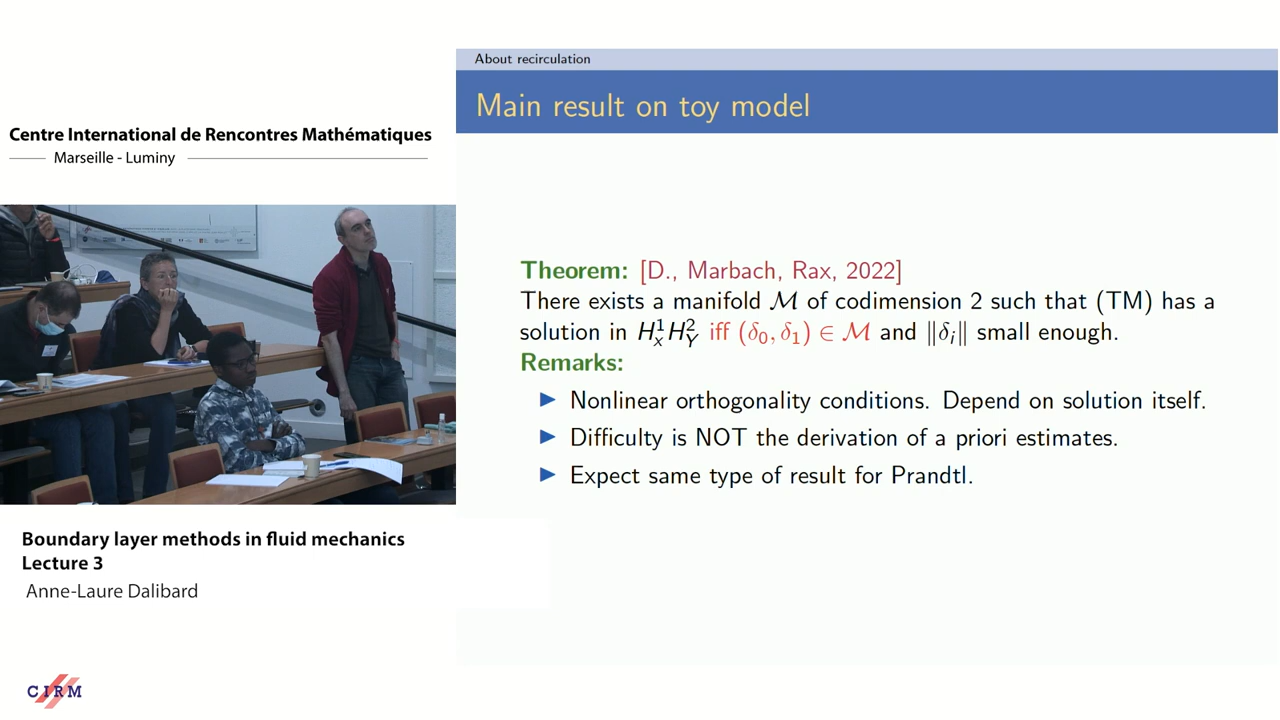 Centre International de Rencontres Mathématiques
Marseille - Luminy
About recirculation
Main result on toy model
Theorem: [D., Marbach, Rax, 2022]
There exists a manifold ℳ of codimension 2 such that (TM) has a
solution in H¹ₓH²_Y iff (δ₀, δ₁) ∈ ℳ and ‖δᵢ‖ small enough.
Remarks:
▶ Nonlinear orthogonality conditions. Depend on solution itself.
▶ Difficulty is NOT the derivation of a priori estimates.
▶ Expect same type of result for Prandtl.
Boundary layer methods in fluid mechanics
Lecture 3
Anne-Laure Dalibard
CIRM